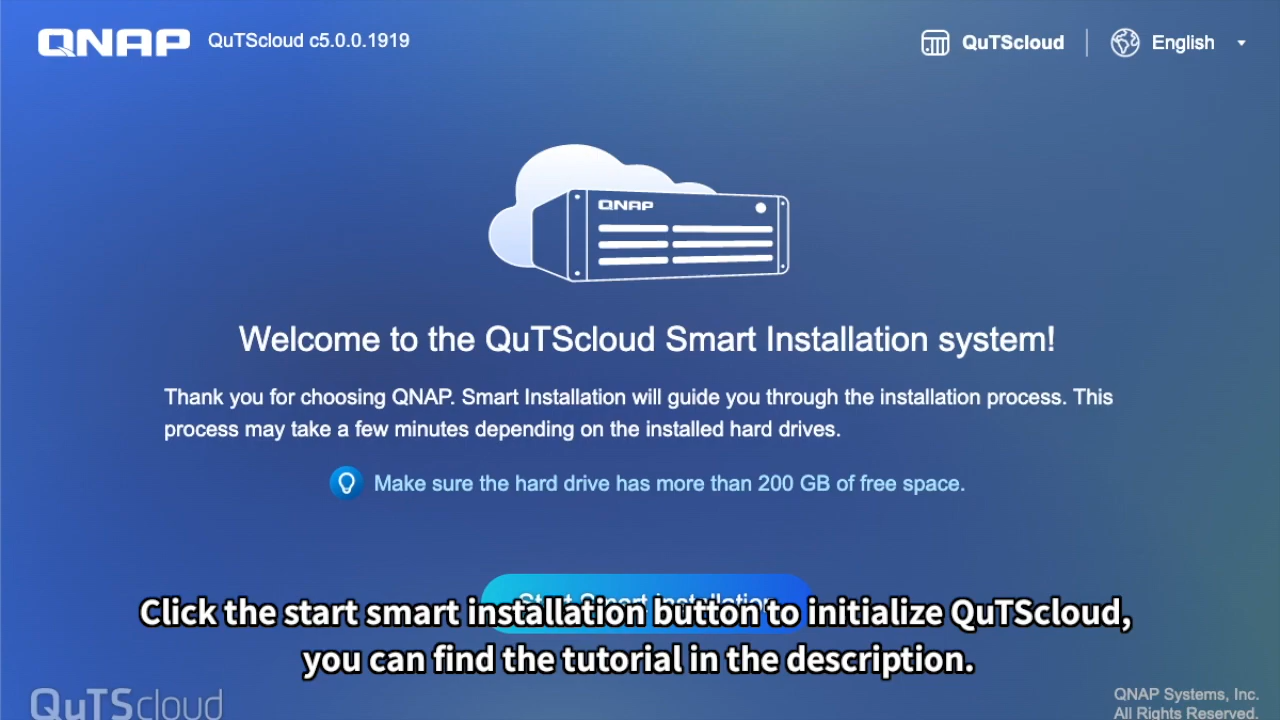 QNAP QuTScloud c5.0.0.1919
QuTScloud English
QNAP
Welcome to the QuTScloud Smart Installation system!
Thank you for choosing QNAP. Smart Installation will guide you through the installation process. This
process may take a few minutes depending on the installed hard drives.
Make sure the hard drive has more than 200 GB of free space.
Start Smart Installation
Click the start smart installation button to initialize QuTScloud,
you can find the tutorial in the description.
QuTScloud
QNAP Systems, Inc.
All Rights Reserved.